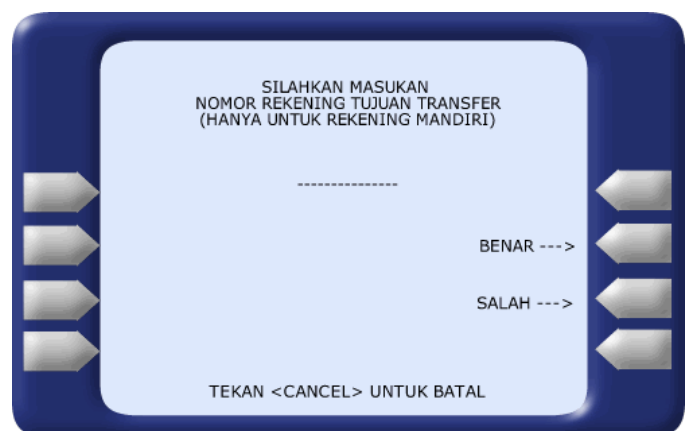 SILAHKAN MASUKAN
NOMOR REKENING TUJUAN TRANSFER
(HANYA UNTUK REKENING MANDIRI)
---------------
BENAR --->
SALAH --->
TEKAN <CANCEL> UNTUK BATAL